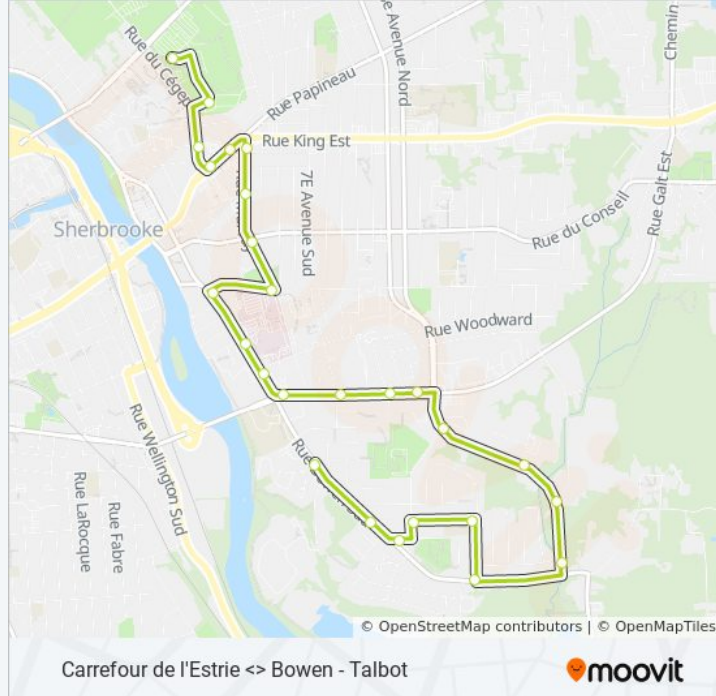 Rue du Cégep
e Avenue Nord
Chemin
Rue Papineau
Rue King Est
7E Avenue Sud
Rue du Conseil
Rue Galt Est
Sherbrooke
Rue Woodward
Rue Wellington Sud
Rue LaRocque
Rue Fabre
© OpenStreetMap contributors | © OpenMapTiles
Carrefour de l'Estrie <> Bowen - Talbot
moovit